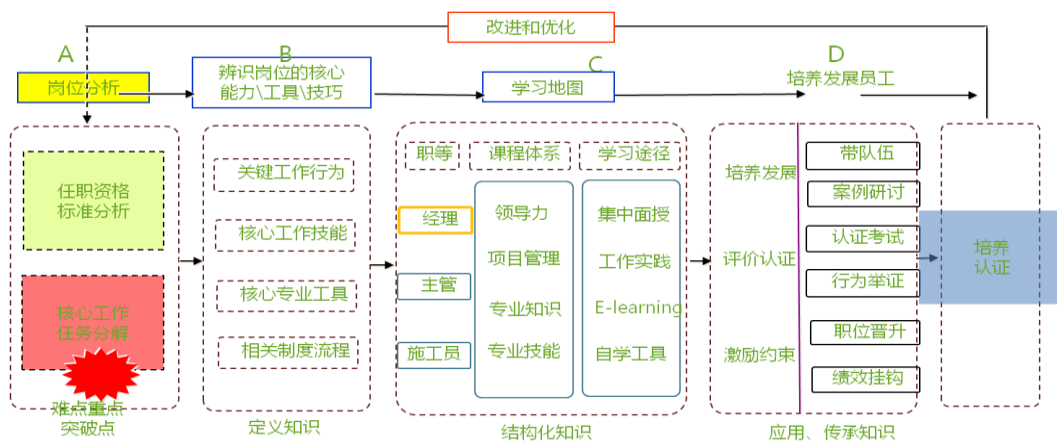 改进和优化
A
B
C
D
岗位分析
辨识岗位的核心
能力\工具\技巧
学习地图
培养发展员工
任职资格
标准分析
核心工作
任务分解
难点重点
突破点
关键工作行为
核心工作技能
核心专业工具
相关制度流程
定义知识
职等
课程体系
学习途径
经理
主管
施工员
领导力
项目管理
专业知识
专业技能
集中面授
工作实践
E-learning
自学工具
结构化知识
培养发展
评价认证
激励约束
带队伍
案例研讨
认证考试
行为举证
职位晋升
绩效挂钩
应用、传承知识
培养
认证